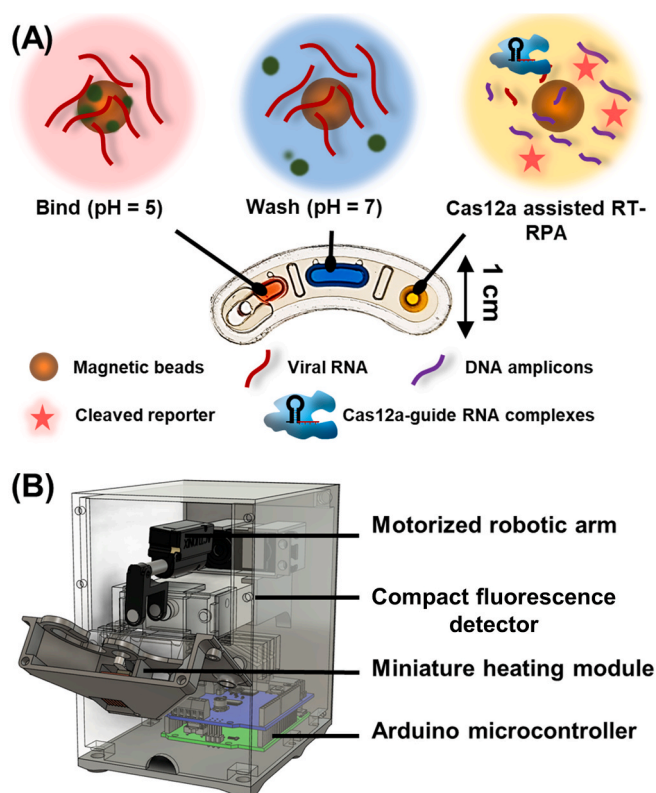 (A)
Bind (pH = 5)
Wash (pH = 7)
Cas12a assisted RT-
RPA
1 cm
Magnetic beads
Viral RNA
DNA amplicons
Cleaved reporter
Cas12a-guide RNA complexes
(B)
Motorized robotic arm
Compact fluorescence
detector
Miniature heating module
Arduino microcontroller